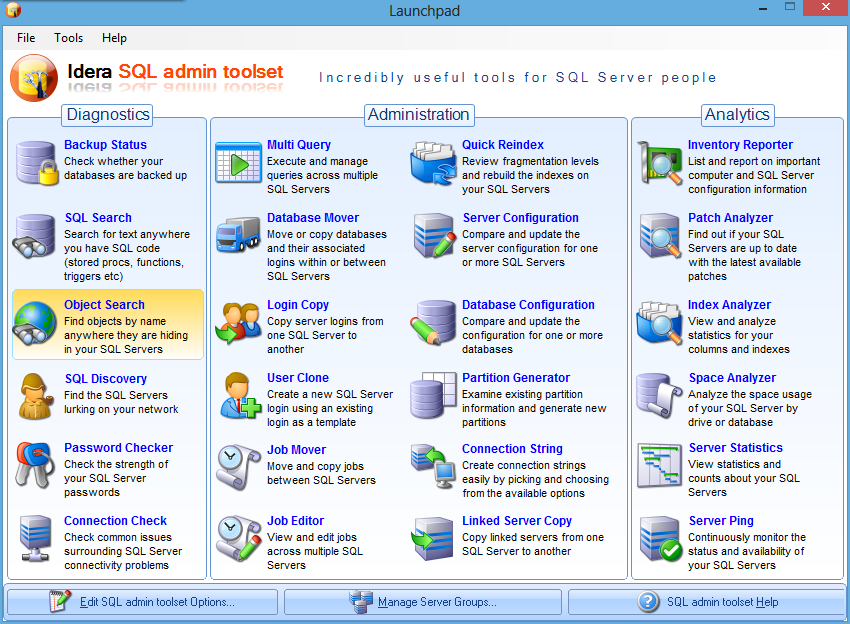 Launchpad
File Tools Help
Idera SQL admin toolset
Incredibly useful tools for SQL Server people
Diagnostics
Backup Status
Check whether your
databases are backed up
SQL Search
Search for text anywhere
you have SQL code
(stored procs, functions,
triggers etc)
Object Search
Find objects by name
anywhere they are hiding
in your SQL Servers
SQL Discovery
Find the SQL Servers
lurking on your network
Password Checker
Check the strength of
your SQL Server
passwords
Connection Check
Check common issues
surrounding SQL Server
connectivity problems
Administration
Multi Query
Execute and manage
queries across multiple
SQL Servers
Database Mover
Move or copy databases
and their associated
logins within or between
SQL Servers
Login Copy
Copy server logins from
one SQL Server to
another
User Clone
Create a new SQL Server
login using an existing
login as a template
Job Mover
Move and copy jobs
between SQL Servers
Job Editor
View and edit jobs
across multiple SQL
Servers
Quick Reindex
Review fragmentation levels
and rebuild the indexes on
your SQL Servers
Server Configuration
Compare and update the
server configuration for one
or more SQL Servers
Database Configuration
Compare and update the
configuration for one or more
databases
Partition Generator
Examine existing partition
information and generate new
partitions
Connection String
Create connection strings
easily by picking and choosing
from the available options
Linked Server Copy
Copy linked servers from one
SQL Server to another
Analytics
Inventory Reporter
List and report on important
computer and SQL Server
configuration information
Patch Analyzer
Find out if your SQL
Servers are up to date
with the latest available
patches
Index Analyzer
View and analyze
statistics for your
columns and indexes
Space Analyzer
Analyze the space usage
of your SQL Server by
drive or database
Server Statistics
View statistics and
counts about your SQL
Servers
Server Ping
Continuously monitor the
status and availability of
your SQL Servers
Edit SQL admin toolset Options...
Manage Server Groups...
SQL admin toolset Help